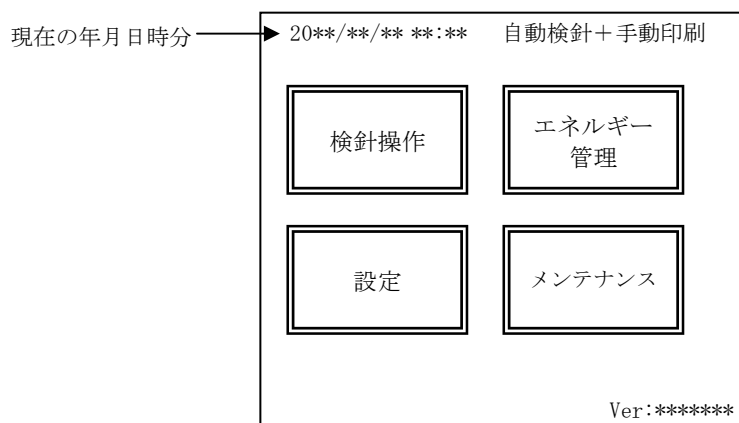 現在の年月日時分
20**/**/** **:** 自動検針＋手動印刷
検針操作
エネルギー
管理
設定
メンテナンス
Ver:*******